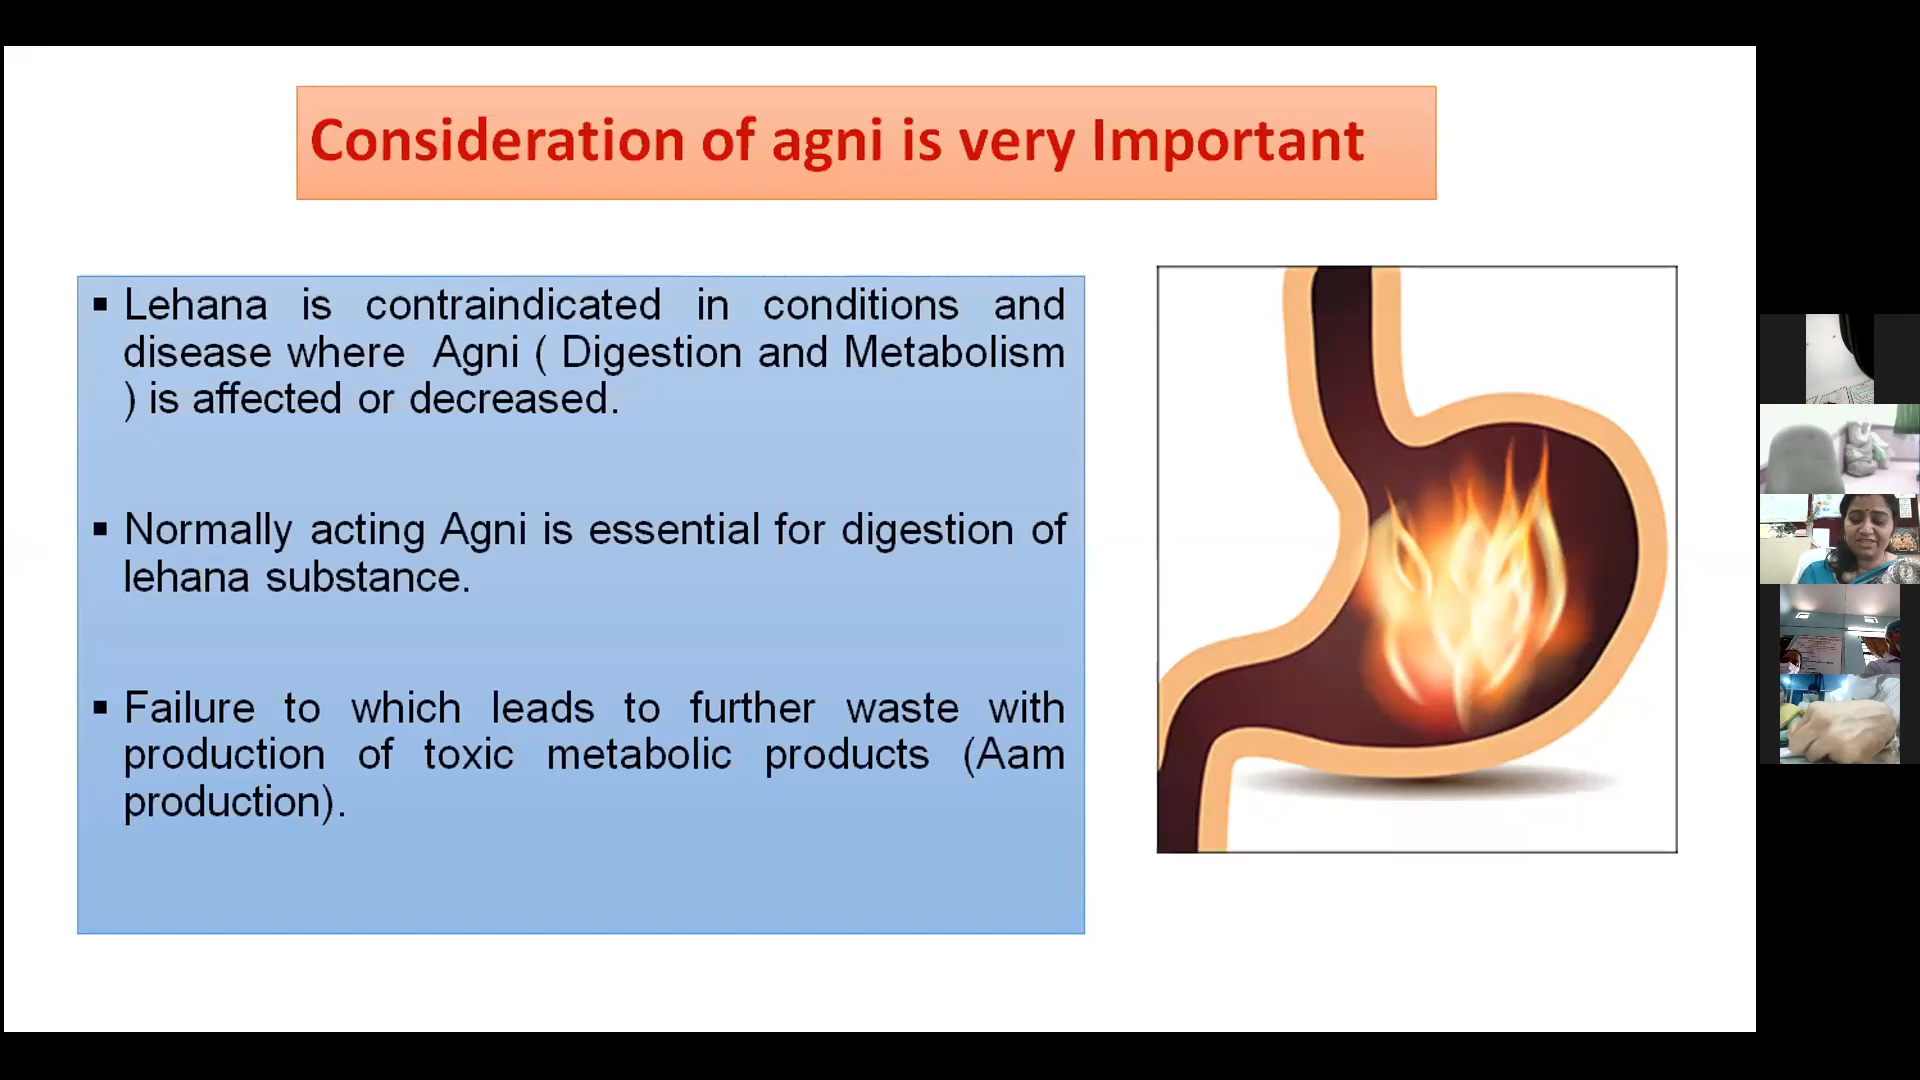 Consideration of agni is very Important
▪ Lehana is contraindicated in conditions and
disease where Agni ( Digestion and Metabolism
) is affected or decreased.
▪ Normally acting Agni is essential for digestion of
lehana substance.
▪ Failure to which leads to further waste with
production of toxic metabolic products (Aam
production).